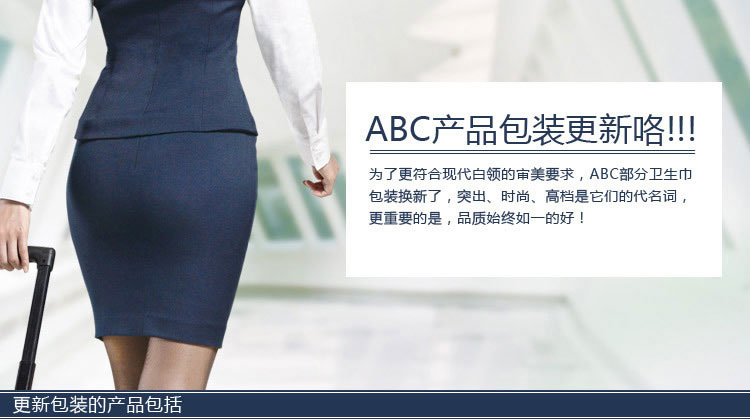 ABC产品包装更新咯!!!
为了更符合现代白领的审美要求，ABC部分卫生巾
包装换新了，突出、时尚、高档是它们的代名词，
更重要的是，品质始终如一的好！
更新包装的产品包括